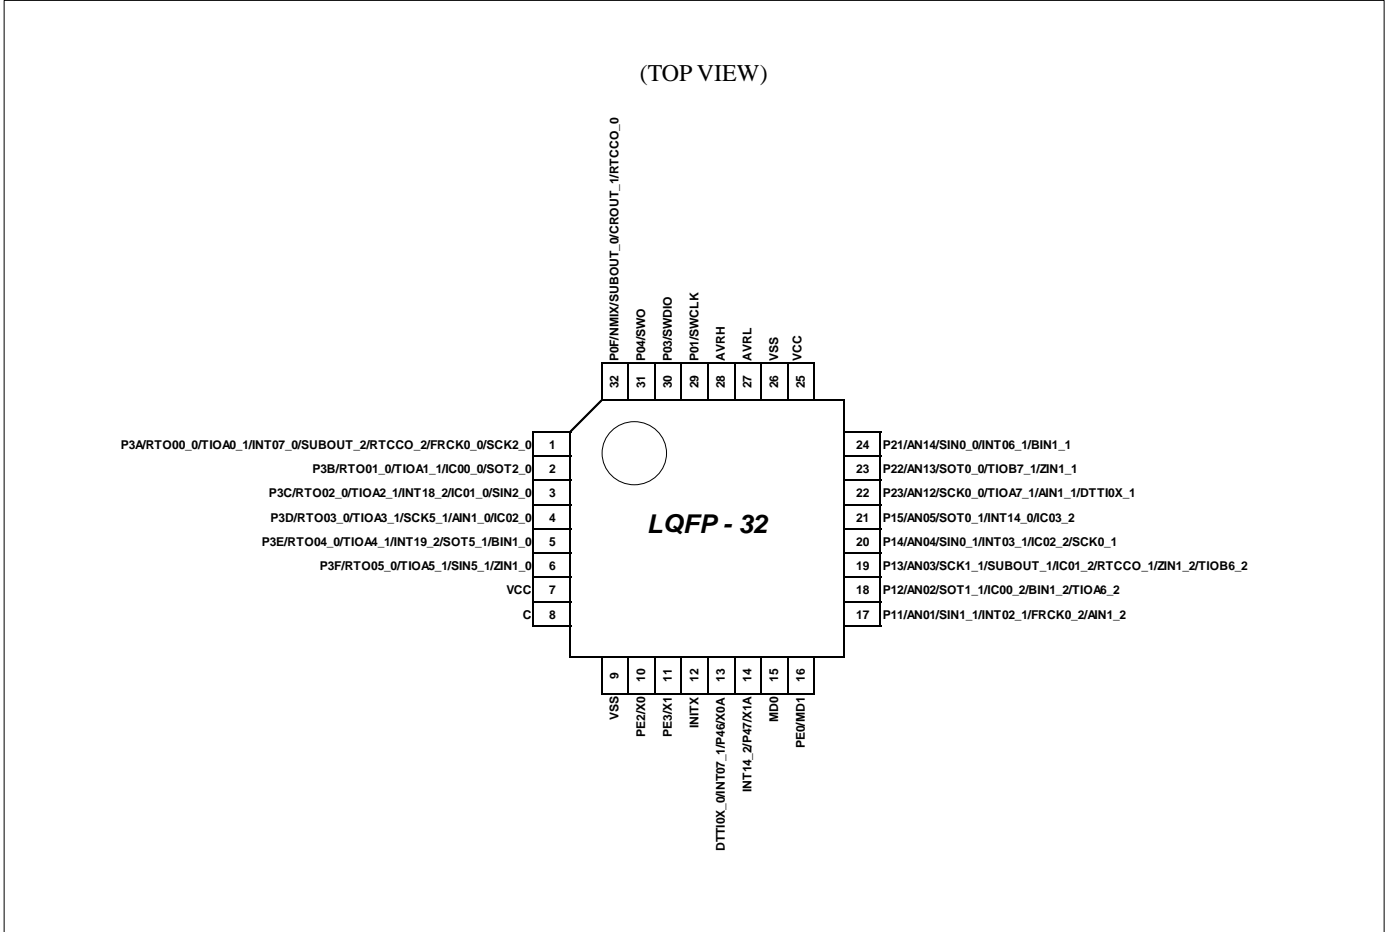 (TOP VIEW)
P0F/NMIX/SUBOUT_0/CROUT_1/RTCCO_0
P04/SWO
P03/SWDIO
P01/SWCLK
AVRH
AVRL
VSS
VCC
32
31
30
29
28
27
26
25
P3A/RTO00_0/TIOA0_1/INT07_0/SUBOUT_2/RTCCO_2/FRCK0_0/SCK2_0 1
P3B/RTO01_0/TIOA1_1/IC00_0/SOT2_0 2
P3C/RTO02_0/TIOA2_1/INT18_2/IC01_0/SIN2_0 3
P3D/RTO03_0/TIOA3_1/SCK5_1/AIN1_0/IC02_0 4
P3E/RTO04_0/TIOA4_1/INT19_2/SOT5_1/BIN1_0 5
P3F/RTO05_0/TIOA5_1/SIN5_1/ZIN1_0 6
VCC 7
C 8
LQFP - 32
24 P21/AN14/SIN0_0/INT06_1/BIN1_1
23 P22/AN13/SOT0_0/TIOB7_1/ZIN1_1
22 P23/AN12/SCK0_0/TIOA7_1/AIN1_1/DTTI0X_1
21 P15/AN05/SOT0_1/INT14_0/IC03_2
20 P14/AN04/SIN0_1/INT03_1/IC02_2/SCK0_1
19 P13/AN03/SCK1_1/SUBOUT_1/IC01_2/RTCCO_1/ZIN1_2/TIOB6_2
18 P12/AN02/SOT1_1/IC00_2/BIN1_2/TIOA6_2
17 P11/AN01/SIN1_1/INT02_1/FRCK0_2/AIN1_2
9
10
11
12
13
14
15
16
VSS
PE2/X0
PE3/X1
INITX
DTTI0X_0/INT07_1/P46/X0A
INT14_2/P47/X1A
MD0
PE0/MD1